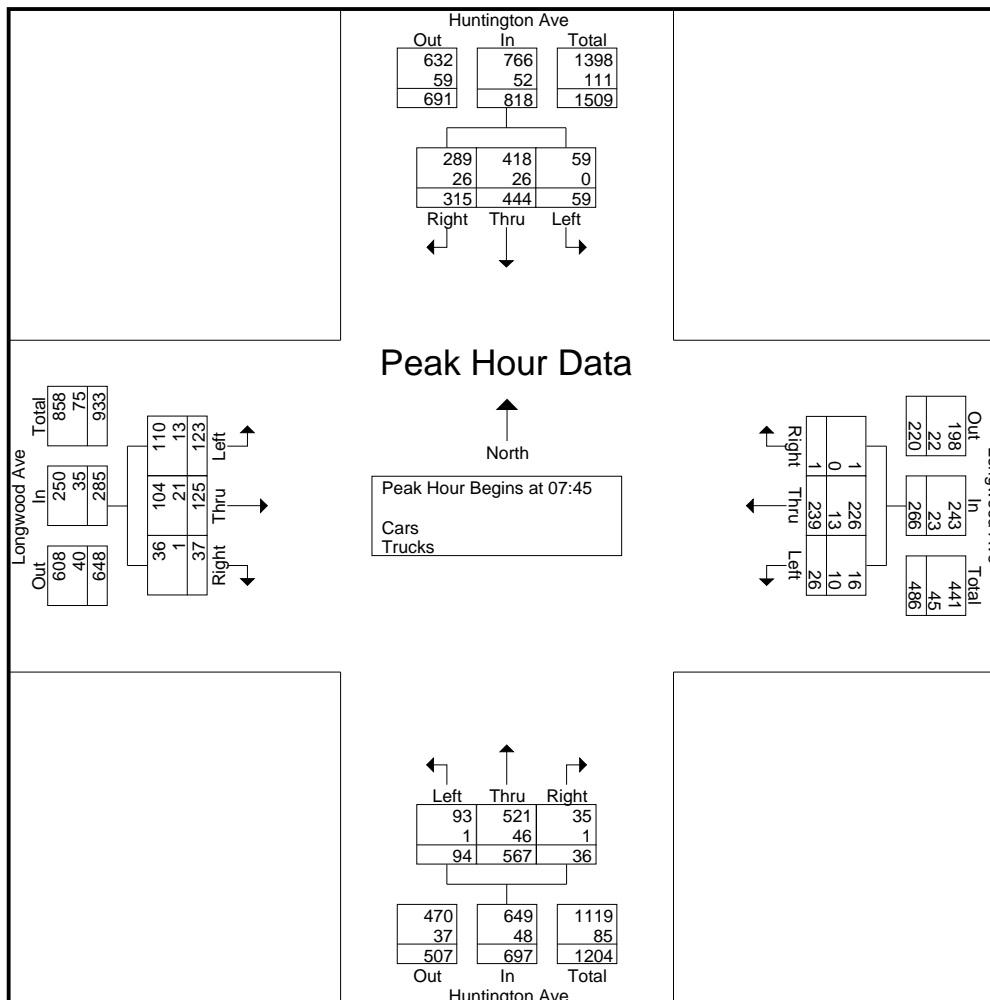 Huntington Ave
Out In Total
632 766 1398
59 52 111
691 818 1509
289 418 59
26 26 0
315 444 59
Right Thru Left
Peak Hour Data
North
Peak Hour Begins at 07:45
Cars
Trucks
Longwood Ave
Out In Total
608 250 858
40 35 75
648 285 933
36 104 110
1 21 13
37 125 123
Right Thru Left
Out In Total
198 243 441
22 23 45
220 266 486
1 226 16
0 13 10
1 239 26
Right Thru Left
Left Thru Right
93 521 35
1 46 1
94 567 36
470 649 1119
37 48 85
507 697 1204
Out In Total
Huntington Ave